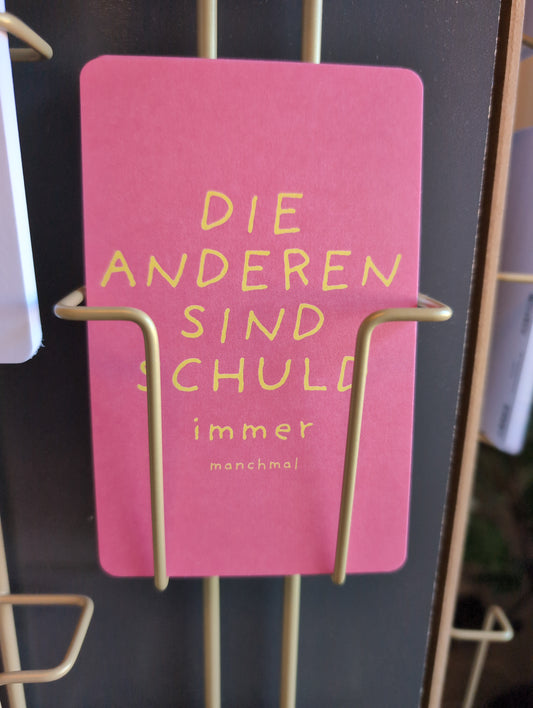 DIE
ANDEREN
SIND
SCHULD
immer
manchmal